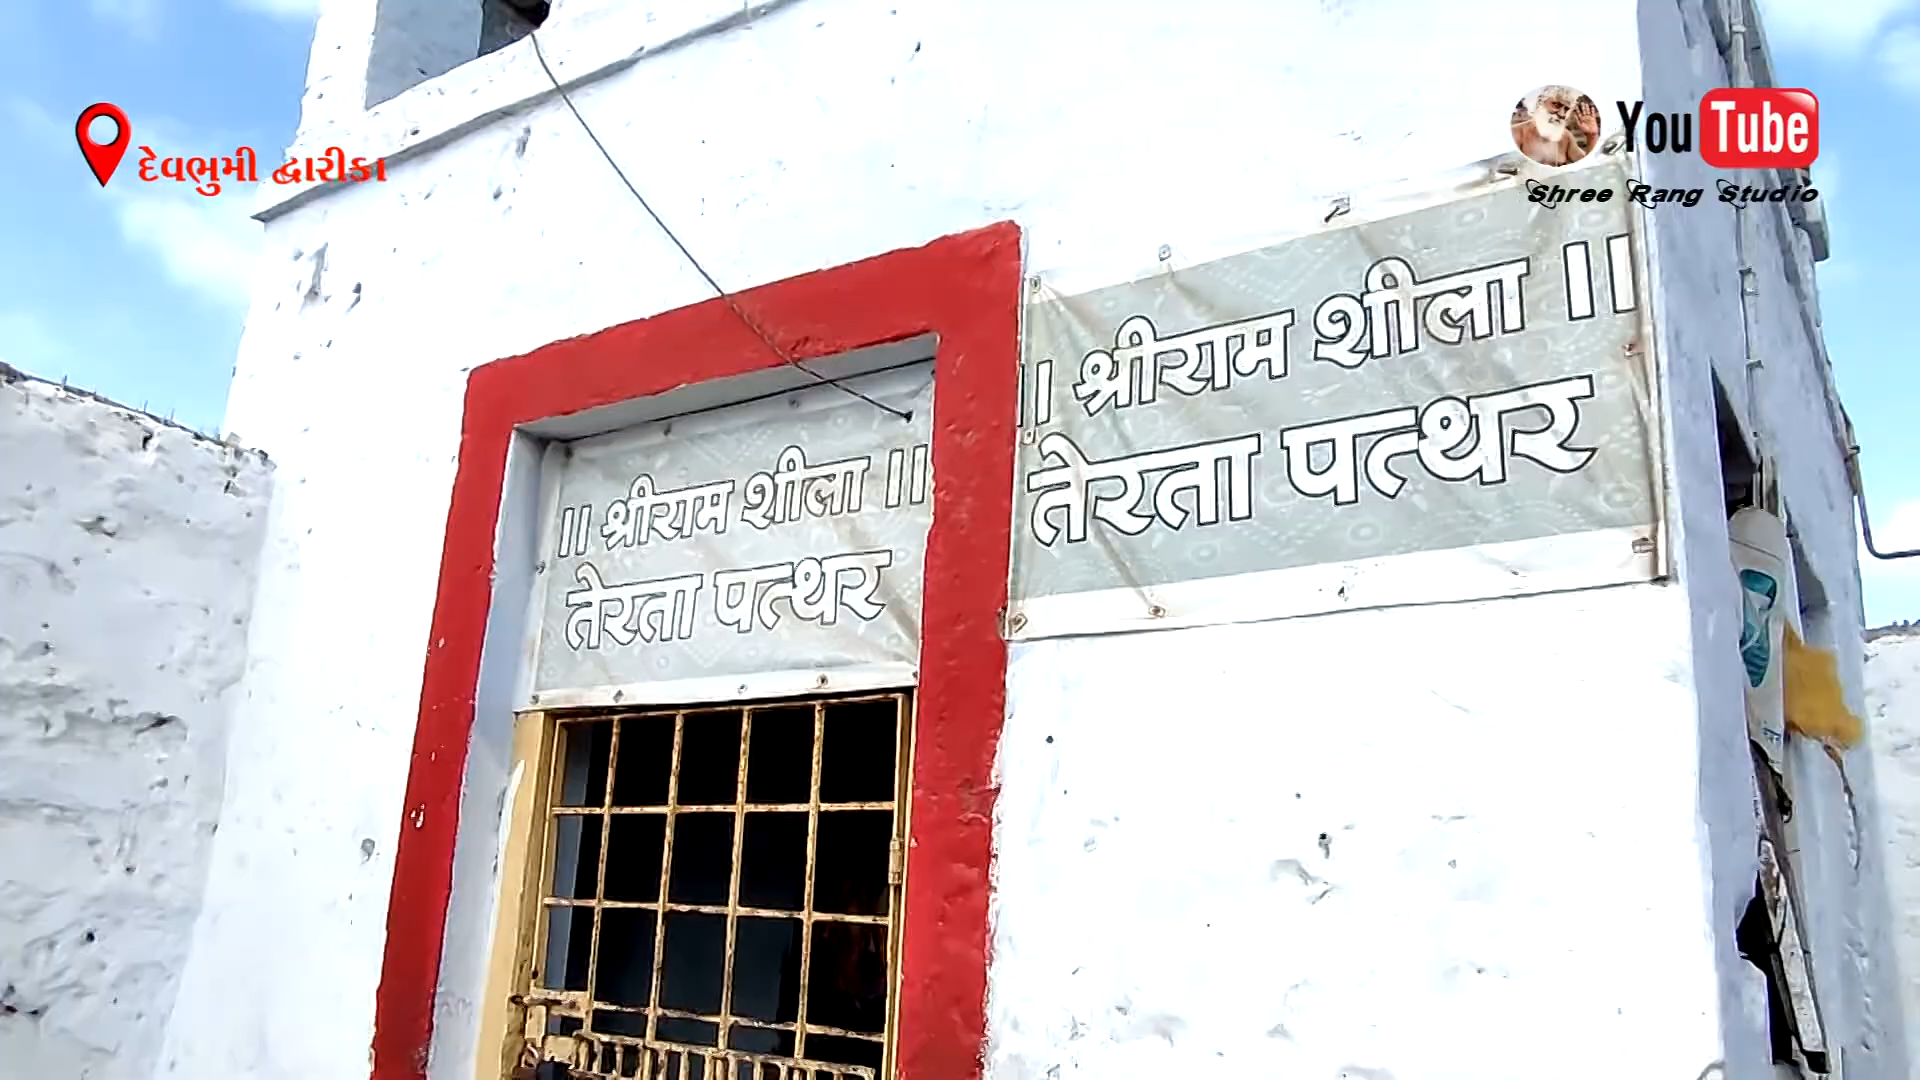 દેવભુમી દ્વારીકા
YouTube
Shree Rang Studio
॥ श्रीराम शीला ॥
तेरता पत्थर
॥ श्रीराम शीला ॥
तेरता पत्थर